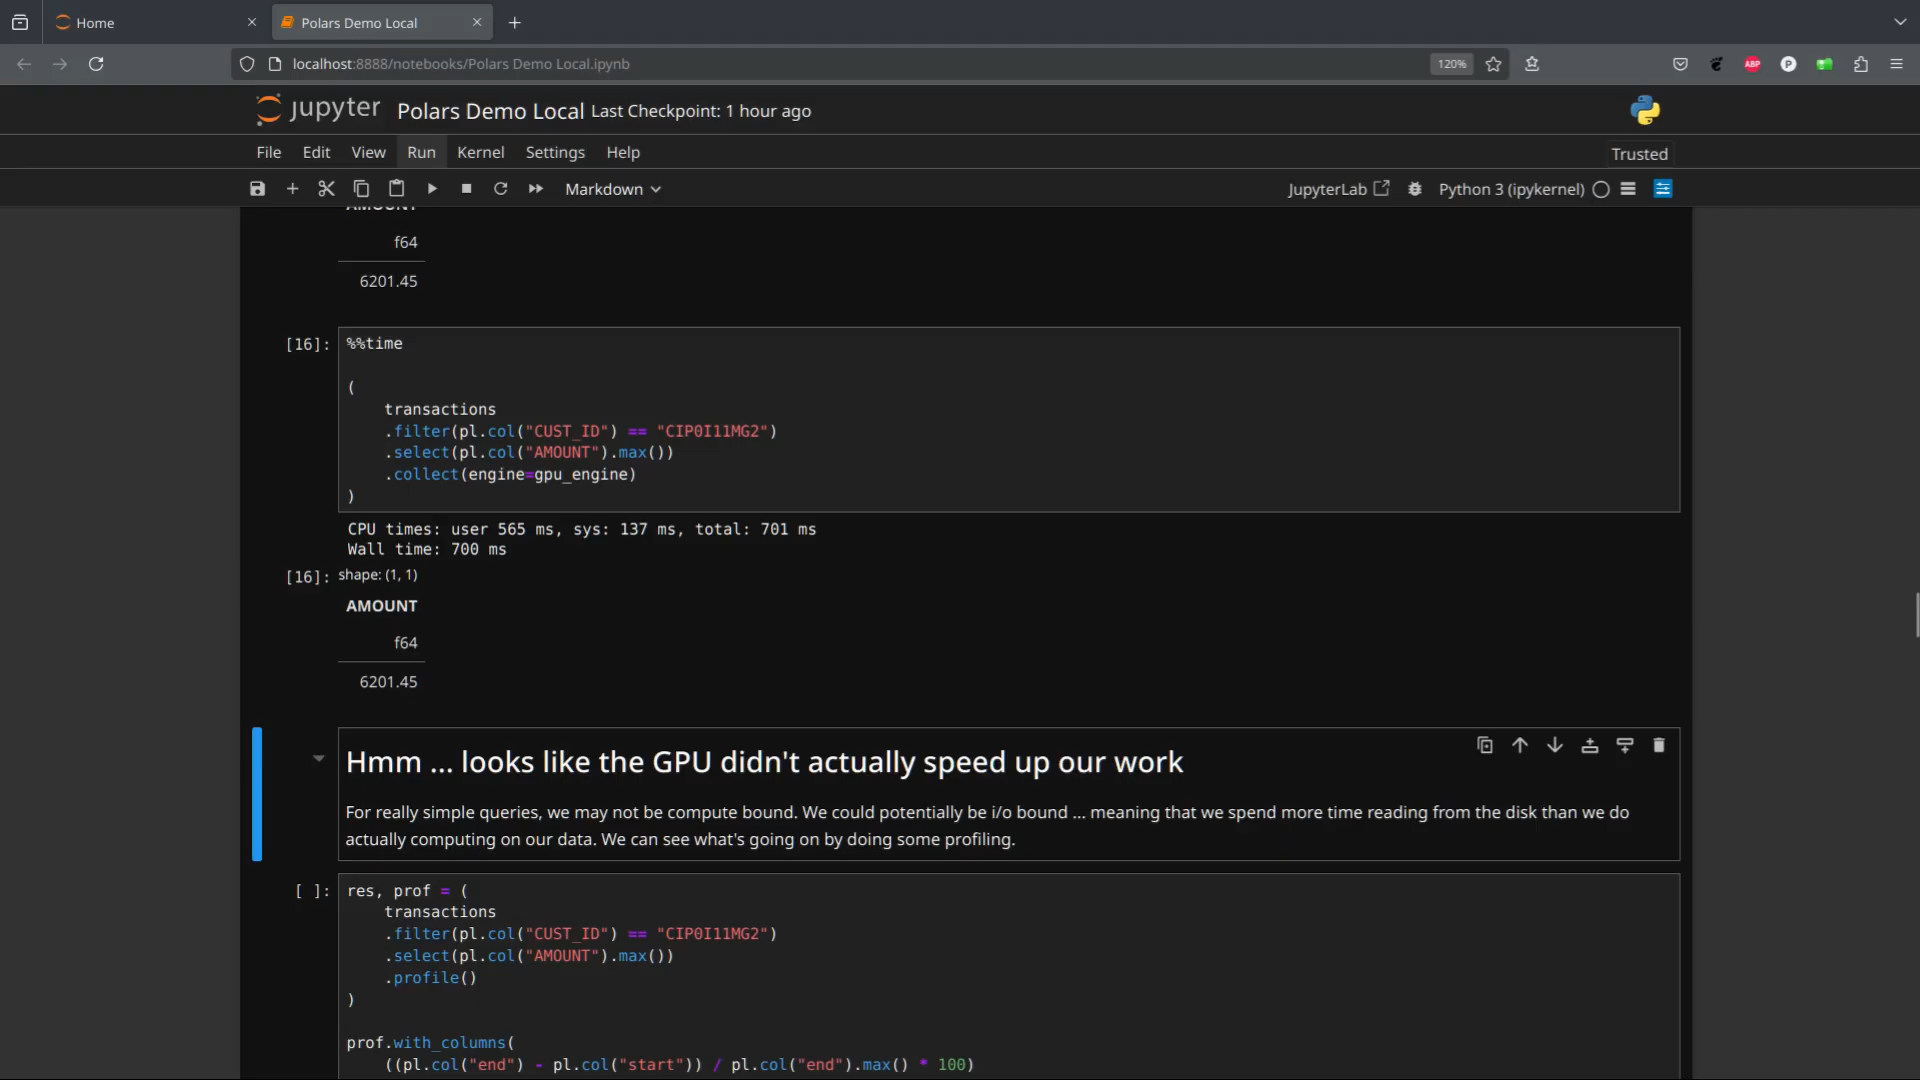 Home
Polars Demo Local
localhost:8888/notebooks/Polars Demo Local.ipynb
120%
ABP
P
jupyter Polars Demo Local Last Checkpoint: 1 hour ago
File Edit View Run Kernel Settings Help
Trusted
Markdown
JupyterLab
Python 3 (ipykernel)
AMOUNT
f64
6201.45
[16]:
%%time
(
transactions
.filter(pl.col("CUST_ID") == "CIP0I11MG2")
.select(pl.col("AMOUNT").max())
.collect(engine=gpu_engine)
)
CPU times: user 565 ms, sys: 137 ms, total: 701 ms
Wall time: 700 ms
[16]:
shape: (1, 1)
AMOUNT
f64
6201.45
Hmm ... looks like the GPU didn't actually speed up our work
For really simple queries, we may not be compute bound. We could potentially be i/o bound ... meaning that we spend more time reading from the disk than we do
actually computing on our data. We can see what's going on by doing some profiling.
[ ]:
res, prof = (
transactions
.filter(pl.col("CUST_ID") == "CIP0I11MG2")
.select(pl.col("AMOUNT").max())
.profile()
)
prof.with_columns(
((pl.col("end") - pl.col("start")) / pl.col("end").max() * 100)